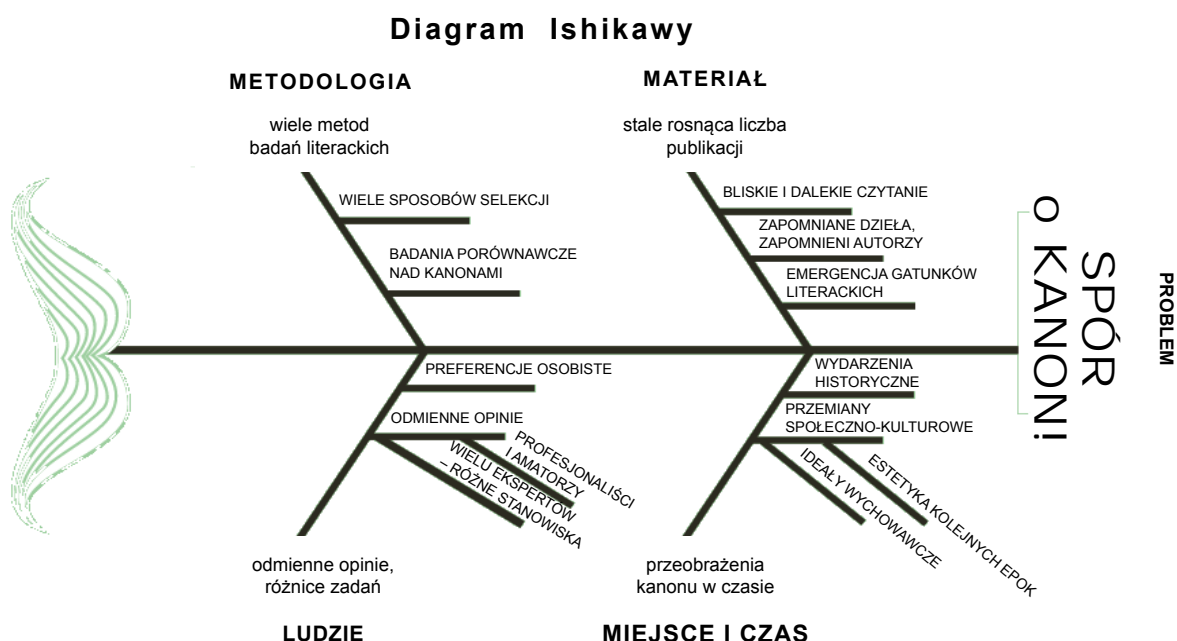 Diagram Ishikawy
METODOLOGIA
wiele metod
badań literackich
WIELE SPOSOBÓW SELEKCJI
BADANIA PORÓWNAWCZE
NAD KANONAMI
MATERIAŁ
stale rosnąca liczba
publikacji
BLISKIE I DALEKIE CZYTANIE
ZAPOMNIANE DZIEŁA,
ZAPOMNIENI AUTORZY
EMERGENCJA GATUNKÓW
LITERACKICH
PREFERENCJE OSOBISTE
ODMIENNE OPINIE
PROFESJONALIŚCI
I AMATORZY
WIELU EKSPERTÓW
– RÓŻNE STANOWISKA
odmienne opinie,
różnice zadań
LUDZIE
WYDARZENIA
HISTORYCZNE
PRZEMIANY
SPOŁECZNO-KULTUROWE
ESTETYKA KOLEJNYCH EPOK
IDEAŁY WYCHOWAWCZE
przeobrażenia
kanonu w czasie
MIEJSCE I CZAS
PROBLEM
SPÓR
O KANON!